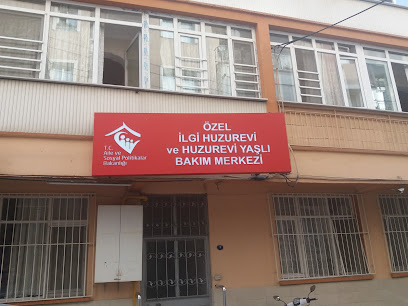 ÖZEL
İLGİ HUZUREVİ
ve HUZUREVİ YAŞLI
BAKIM MERKEZİ
T.C.
Aile ve
Sosyal Politikalar
Bakanlığı